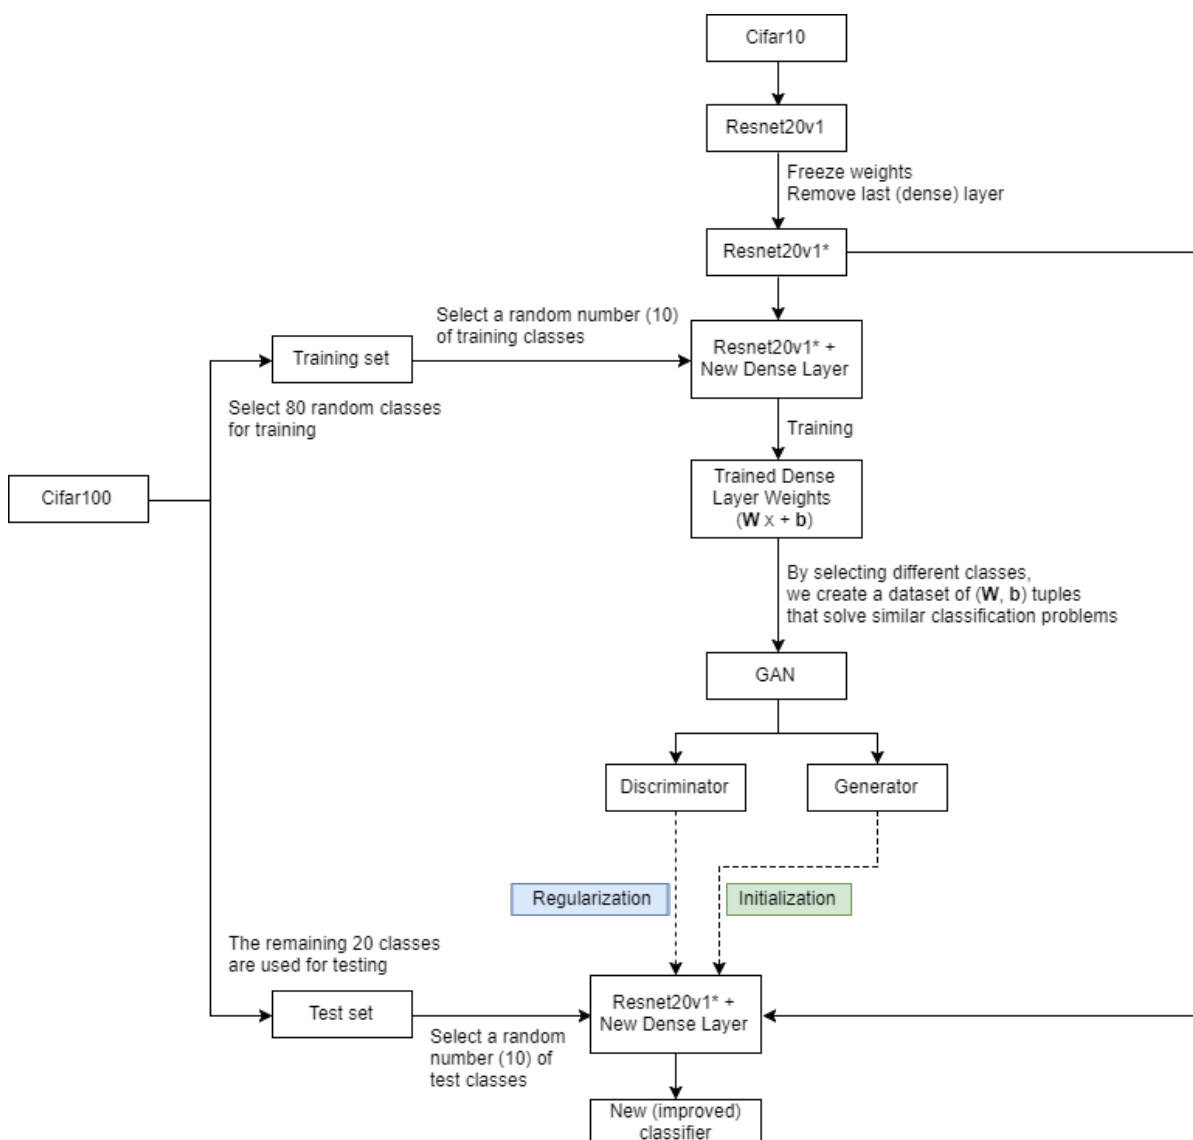 Cifar10
Resnet20v1
Freeze weights
Remove last (dense) layer
Resnet20v1*
Select a random number (10)
of training classes
Training set
Resnet20v1* +
New Dense Layer
Select 80 random classes
for training
Training
Cifar100
Trained Dense
Layer Weights
(W x + b)
By selecting different classes,
we create a dataset of (W, b) tuples
that solve similar classification problems
GAN
Discriminator
Generator
Regularization
Initialization
The remaining 20 classes
are used for testing
Test set
Resnet20v1* +
New Dense Layer
Select a random
number (10) of
test classes
New (improved)
classifier